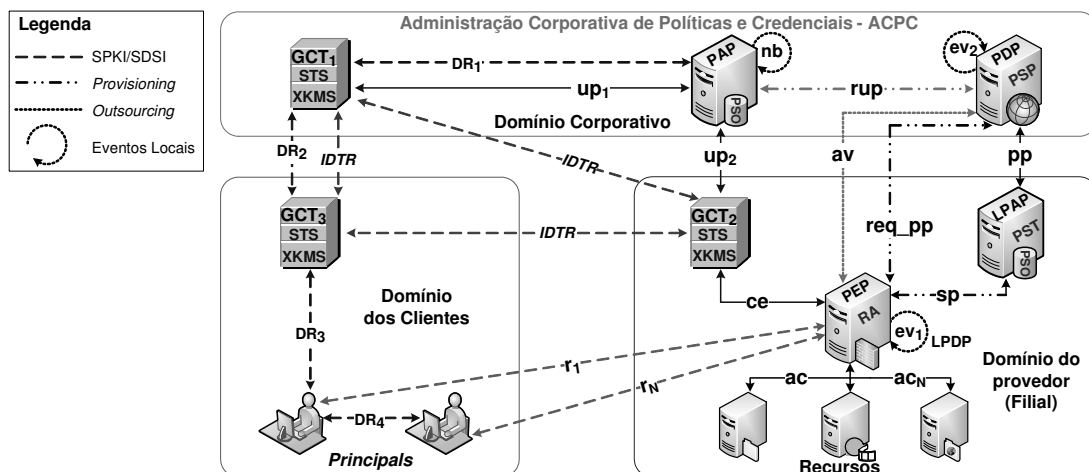 Legenda
SPKI/SDSI
Provisioning
Outsourcing
Eventos Locais
Administração Corporativa de Políticas e Credenciais - ACPC
GCT1
STS
XKMS
DR1
up1
PAP
PSO
nb
rup
ev2
PDP
PSP
Domínio Corporativo
DR2
IDTR
IDTR
up2
av
req_pp
pp
GCT3
STS
XKMS
IDTR
GCT2
STS
XKMS
LPAP
PST
PSO
Domínio
dos Clientes
DR3
ce
PEP
RA
sp
ev1
LPDP
r1
rN
Domínio do
provedor
(Filial)
ac
acN
DR4
Principals
Recursos